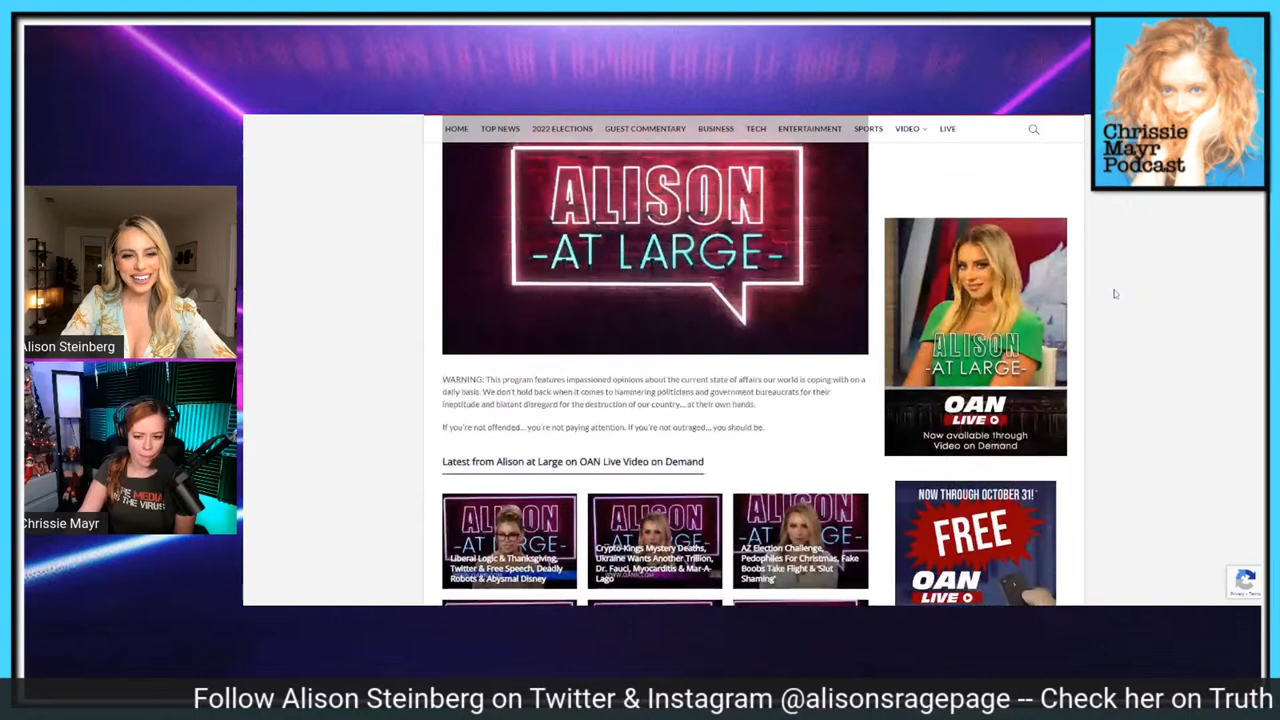 Chrissie
Mayr
Podcast
HOME TOP NEWS 2022 ELECTIONS GUEST COMMENTARY BUSINESS TECH ENTERTAINMENT SPORTS VIDEO LIVE
ALISON
-AT LARGE-
ALISON
-AT LARGE-
OAN
LIVE
Now available through
Video on Demand
WARNING: This program features impassioned opinions about the current state of affairs our world is coping with on a
daily basis. We don't hold back when it comes to hammering politicians and government bureaucrats for their
ineptitude and blatant disregard for the destruction of our country... at their own hands.
If you're not offended... you're not paying attention. If you're not outraged... you should be.
Latest from Alison at Large on OAN Live Video on Demand
Liberal Logic & Thanksgiving,
Twitter & Free Speech, Deadly
Robots & Abysmal Disney
Crypto-Kings Mystery Deaths,
Ukraine Wants Another Trillion,
Dr. Fauci, Myocarditis & Mar-A-
Lago
AZ Election Challenge,
Pedophiles For Christmas, Fake
Boobs Take Flight & 'Slut
Shaming'
NOW THROUGH OCTOBER 31!*
FREE
OAN
LIVE
Privacy - Terms
Alison Steinberg
THE MEDIA
IS THE VIRUS
Chrissie Mayr
Follow Alison Steinberg on Twitter & Instagram @alisonsragepage -- Check her on Truth